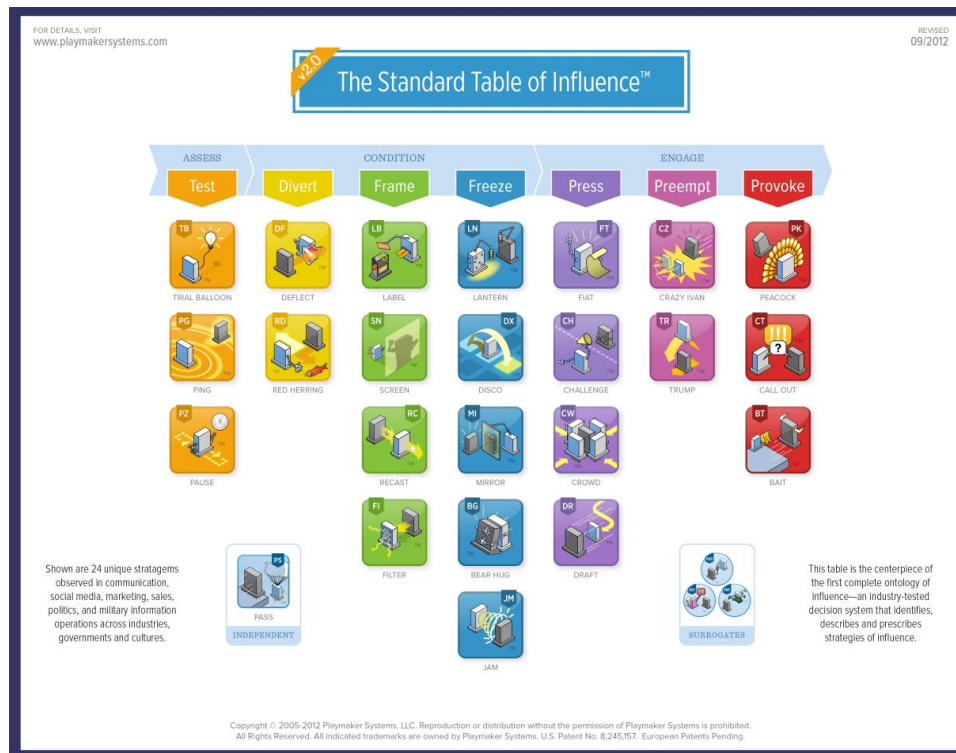 FOR DETAILS, VISIT
www.playmakersystems.com
REVISED
09/2012
v2.0
The Standard Table of Influence™
ASSESS
CONDITION
ENGAGE
Test
Divert
Frame
Freeze
Press
Preempt
Provoke
TB
DF
LB
LN
FT
CZ
PK
TRIAL BALLOON
DEFLECT
LABEL
LANTERN
FIAT
CRAZY IVAN
PEACOCK
PG
RD
SN
DX
CH
TR
CT
?
PING
RED HERRING
SCREEN
DISCO
CHALLENGE
TRUMP
CALL OUT
PZ
RC
MI
CW
BT
PAUSE
RECAST
MIRROR
CROWD
BAIT
FI
BG
DR
FILTER
BEAR HUG
DRAFT
JM
JAM
PS
PASS
INDEPENDENT
SURROGATES
Shown are 24 unique stratagems
observed in communication,
social media, marketing, sales,
politics, and military information
operations across industries,
governments and cultures.
This table is the centerpiece of
the first complete ontology of
influence—an industry-tested
decision system that identifies,
describes and prescribes
strategies of influence.
Copyright © 2005-2012 Playmaker Systems, LLC. Reproduction or distribution without the permission of Playmaker Systems is prohibited.
All Rights Reserved. All indicated trademarks are owned by Playmaker Systems. U.S. Patent No. 8,245,157. European Patents Pending.